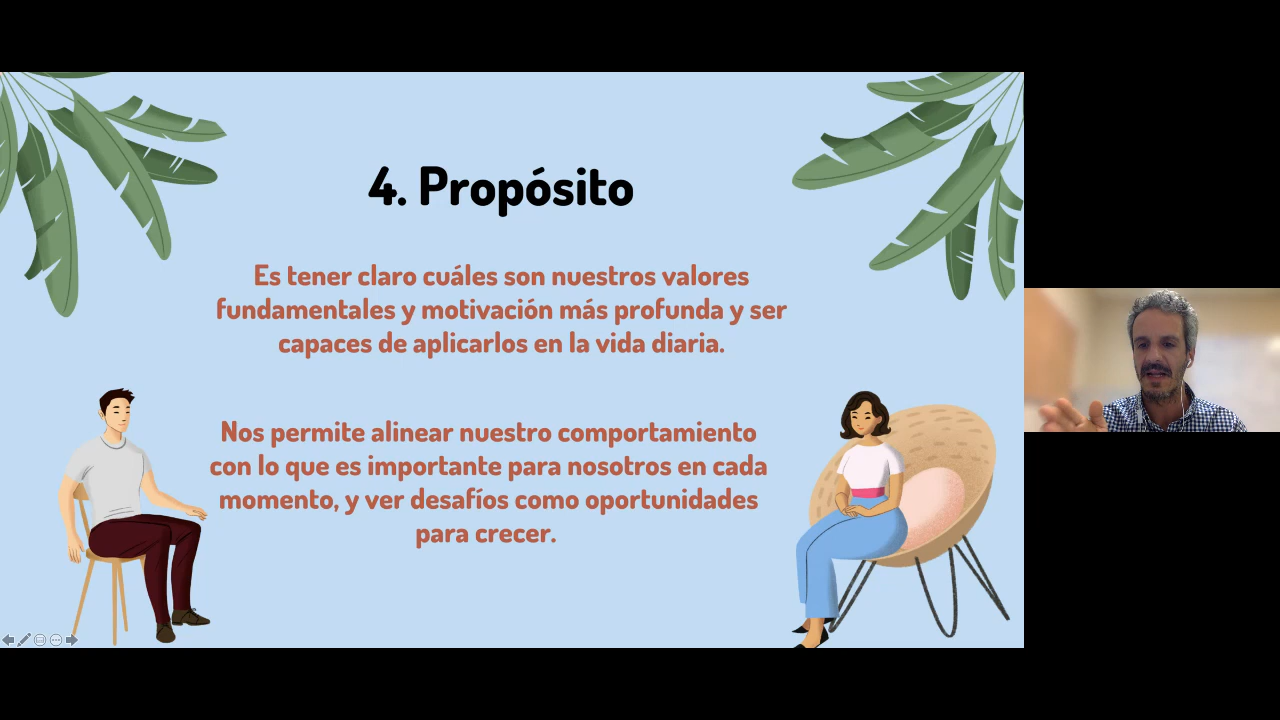 4. Propósito
Es tener claro cuáles son nuestros valores
fundamentales y motivación más profunda y ser
capaces de aplicarlos en la vida diaria.
Nos permite alinear nuestro comportamiento
con lo que es importante para nosotros en cada
momento, y ver desafíos como oportunidades
para crecer.